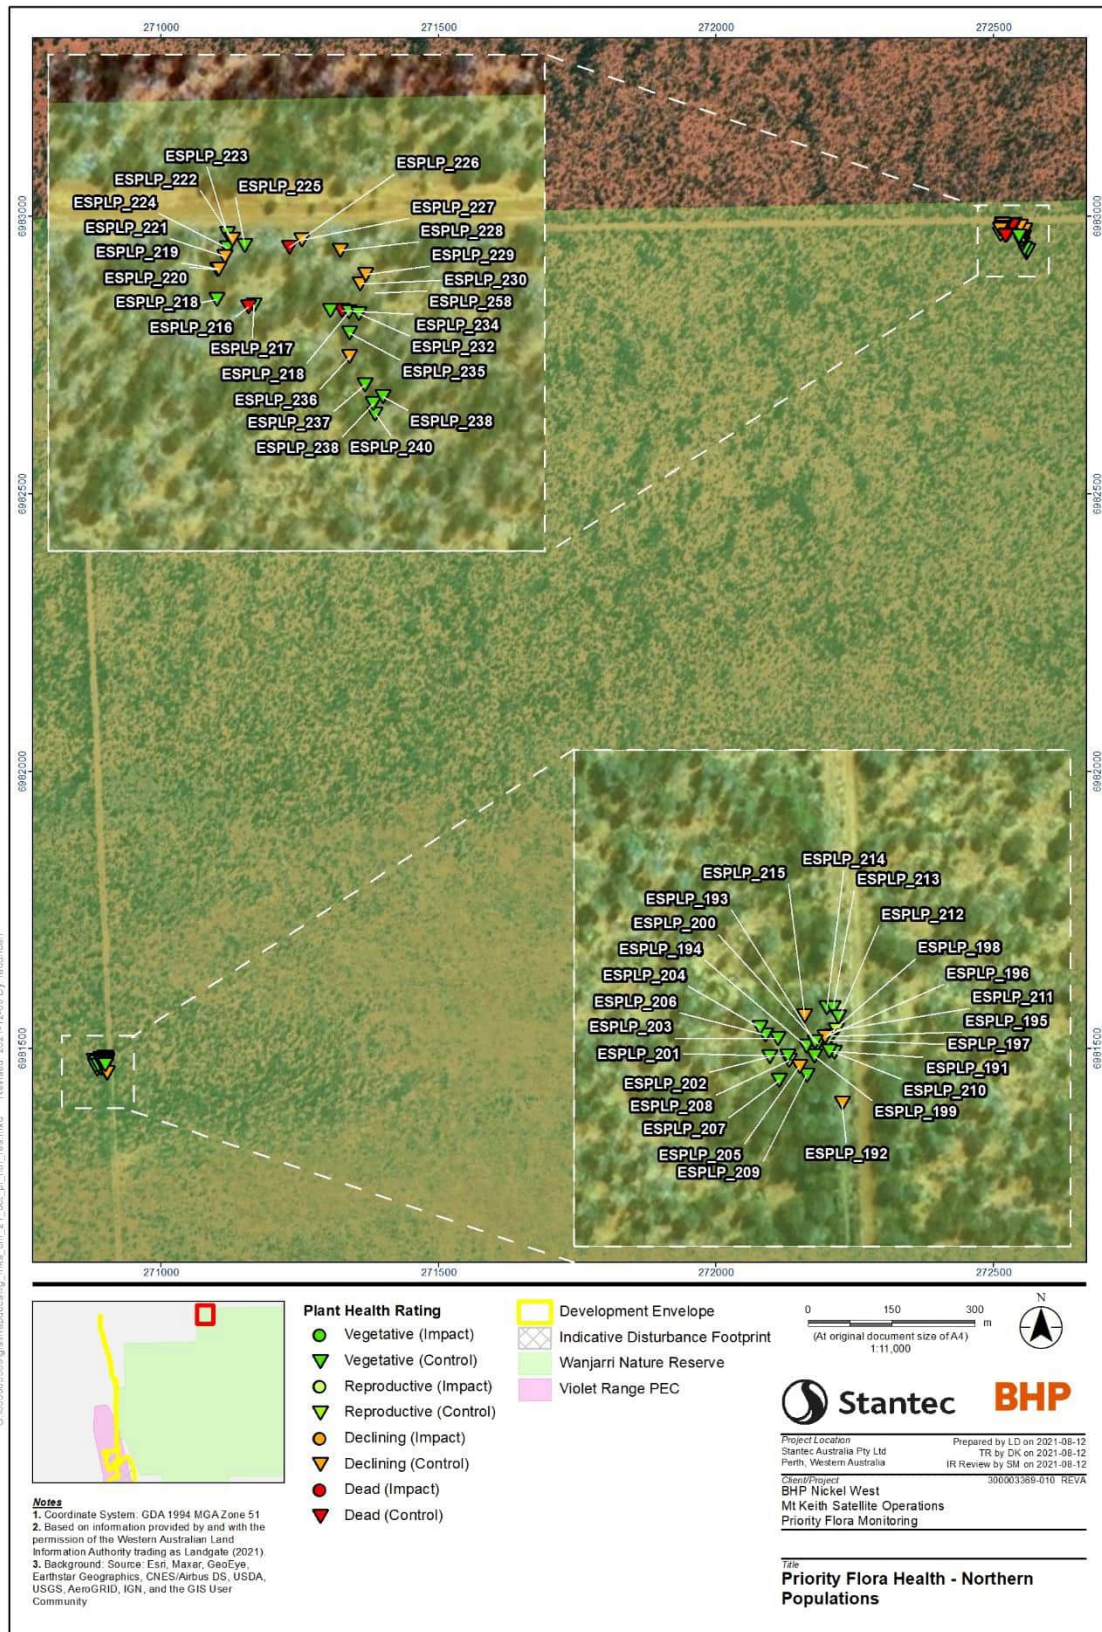 271000
271500
272000
272500
6983000
6983000
6982500
6982500
6982000
6982000
6981500
6981500
ESPLP_223
ESPLP_226
ESPLP_222
ESPLP_225
ESPLP_224
ESPLP_227
ESPLP_221
ESPLP_228
ESPLP_219
ESPLP_229
ESPLP_220
ESPLP_230
ESPLP_218
ESPLP_258
ESPLP_216
ESPLP_234
ESPLP_217
ESPLP_232
ESPLP_218
ESPLP_235
ESPLP_236
ESPLP_237
ESPLP_238
ESPLP_238
ESPLP_240
ESPLP_214
ESPLP_215
ESPLP_213
ESPLP_193
ESPLP_212
ESPLP_200
ESPLP_194
ESPLP_198
ESPLP_204
ESPLP_196
ESPLP_206
ESPLP_211
ESPLP_203
ESPLP_195
ESPLP_201
ESPLP_197
ESPLP_191
ESPLP_202
ESPLP_210
ESPLP_208
ESPLP_199
ESPLP_207
ESPLP_205
ESPLP_192
ESPLP_209
271000
271500
272000
272500
Plant Health Rating
Vegetative (Impact)
Vegetative (Control)
Reproductive (Impact)
Reproductive (Control)
Declining (Impact)
Declining (Control)
Dead (Impact)
Dead (Control)
Development Envelope
Indicative Disturbance Footprint
Wanjarri Nature Reserve
Violet Range PEC
0 150 300
m
(At original document size of A4)
1:11,000
N
Stantec
BHP
Project Location
Stantec Australia Pty Ltd
Perth, Western Australia
Prepared by LD on 2021-08-12
TR by DK on 2021-08-12
IR Review by SM on 2021-08-12
Client/Project
300003369-010 REVA
BHP Nickel West
Mt Keith Satellite Operations
Priority Flora Monitoring
Title
Priority Flora Health - Northern
Populations
Notes
1. Coordinate System: GDA 1994 MGA Zone 51
2. Based on information provided by and with the
permission of the Western Australian Land
Information Authority trading as Landgate (2021).
3. Background: Source: Esri, Maxar, GeoEye,
Earthstar Geographics, CNES/Airbus DS, USDA,
USGS, AeroGRID, IGN, and the GIS User
Community